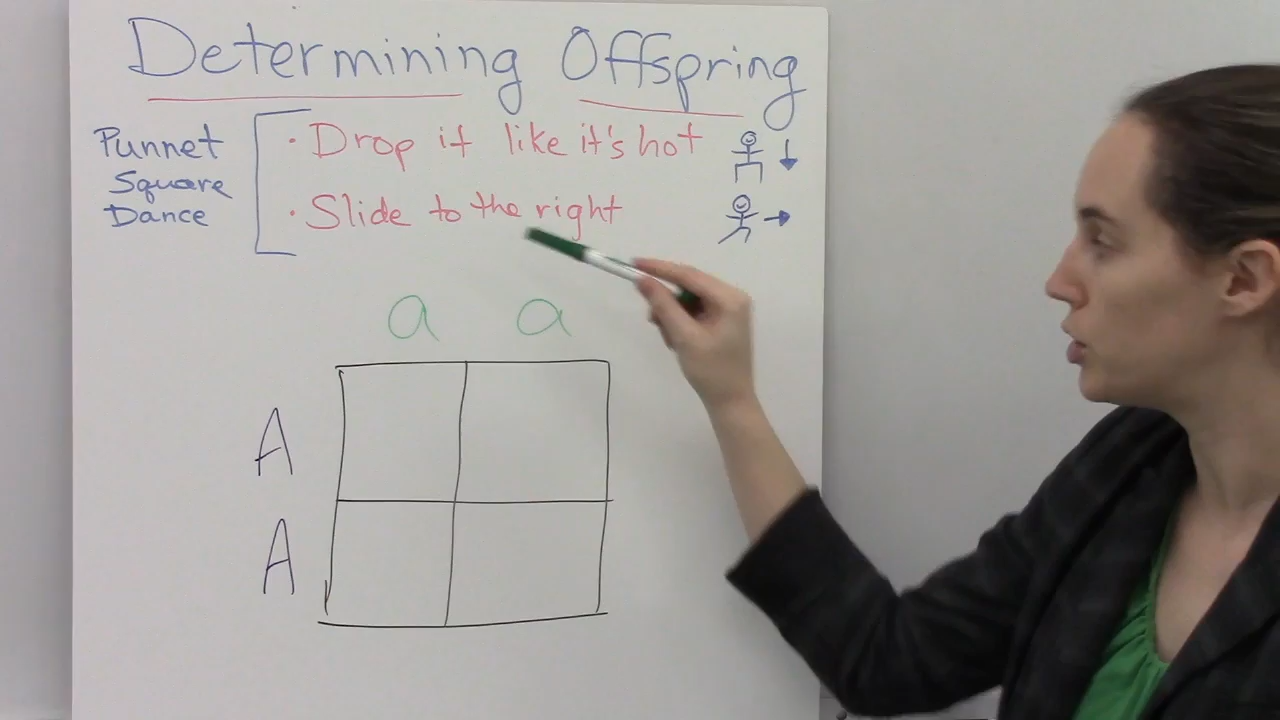 Determining Offspring
Punnet
Square
Dance
· Drop it like it's hot
· Slide to the right
a a
A
A